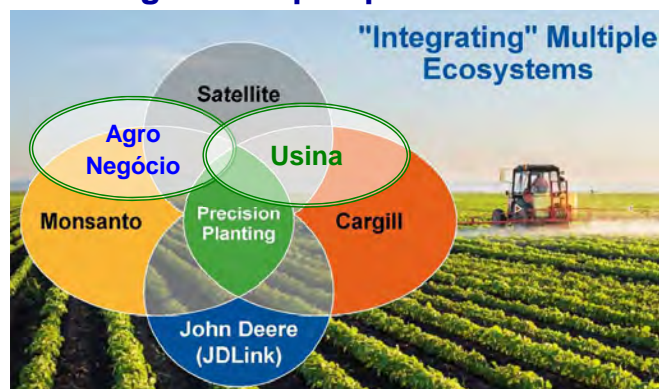 "Integrating" Multiple
Ecosystems
Satellite
Agro
Negócio
Usina
Monsanto
Precision
Planting
Cargill
John Deere
(JDLink)